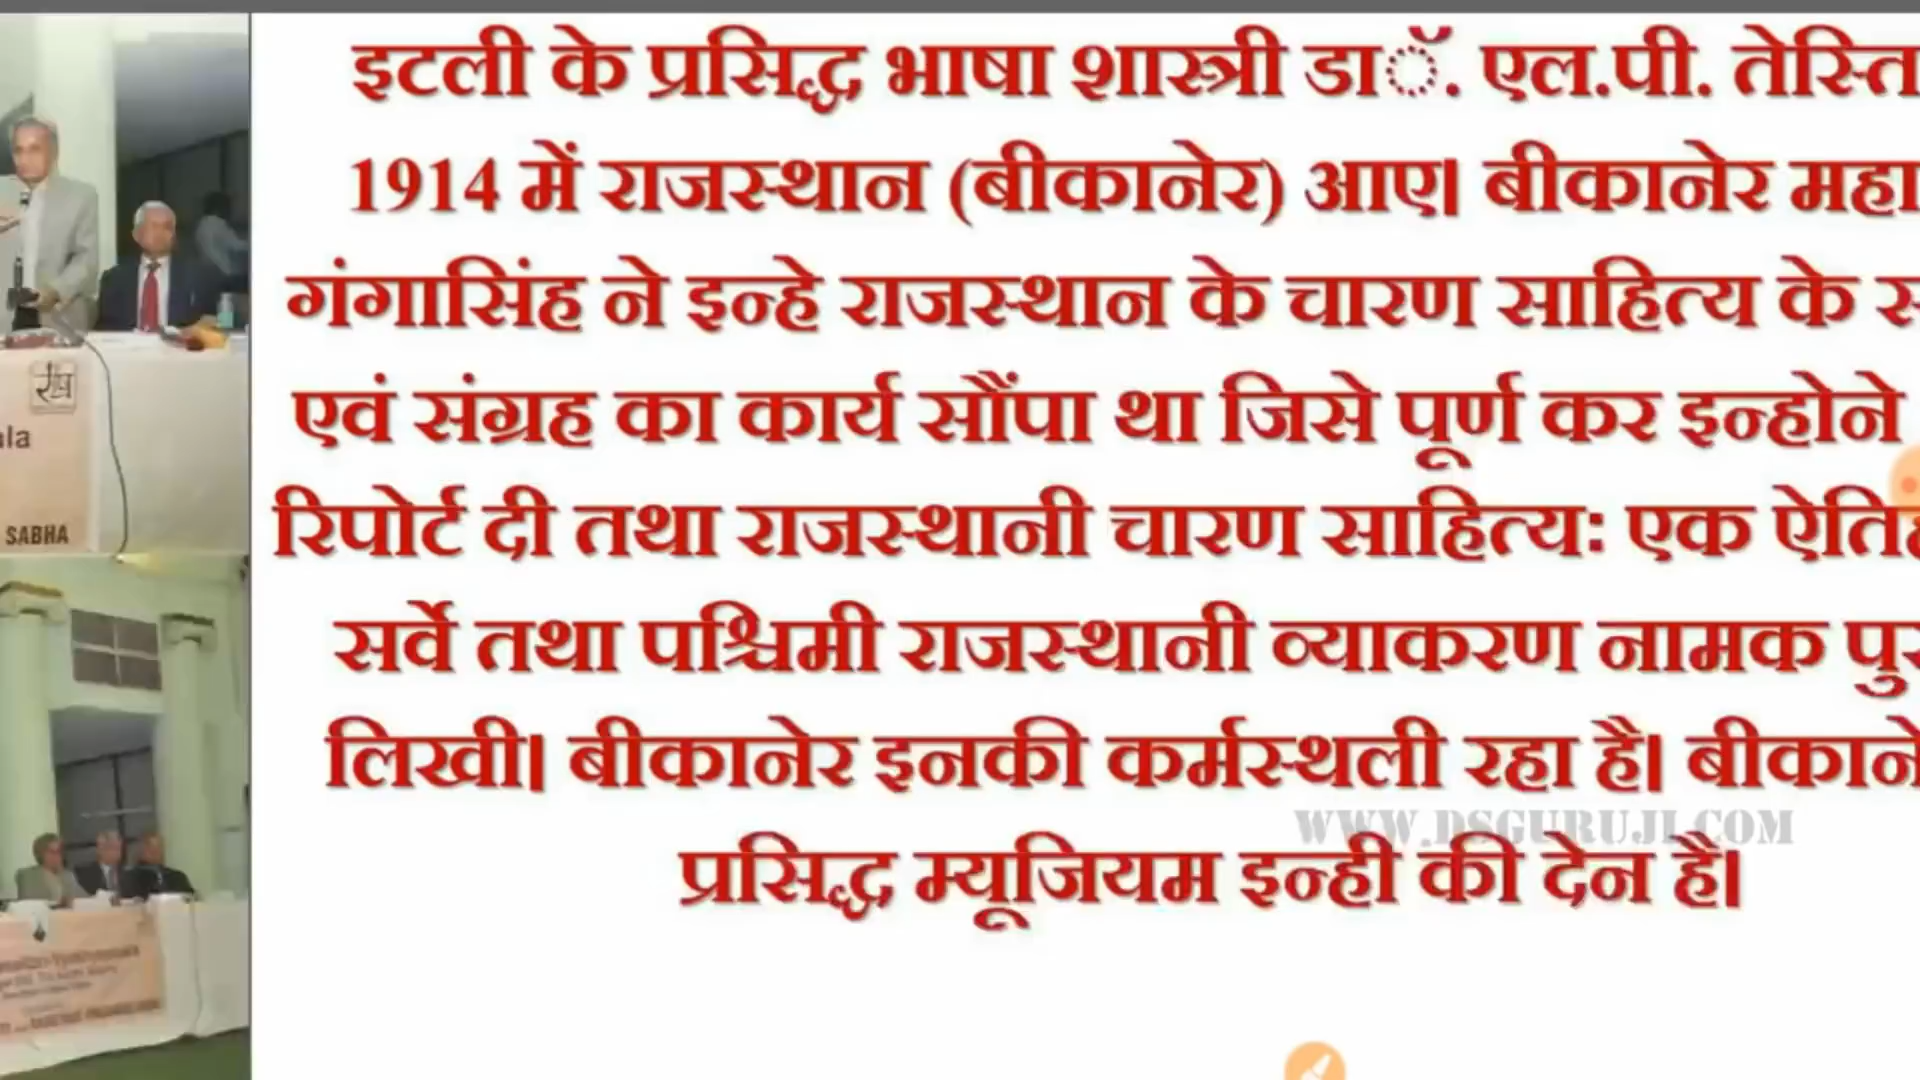 इटली के प्रसिद्ध भाषा शास्त्री डाॅ. एल.पी. तेस्ति
1914 में राजस्थान (बीकानेर) आए। बीकानेर महा
गंगासिंह ने इन्हे राजस्थान के चारण साहित्य के स
एवं संग्रह का कार्य सौंपा था जिसे पूर्ण कर इन्होने
रिपोर्ट दी तथा राजस्थानी चारण साहित्यः एक ऐति
सर्वे तथा पश्चिमी राजस्थानी व्याकरण नामक पु
लिखी। बीकानेर इनकी कर्मस्थली रहा है। बीकाने
प्रसिद्ध म्यूजियम इन्ही की देन है।
WWW.DSGURUJI.COM
ala
SABHA